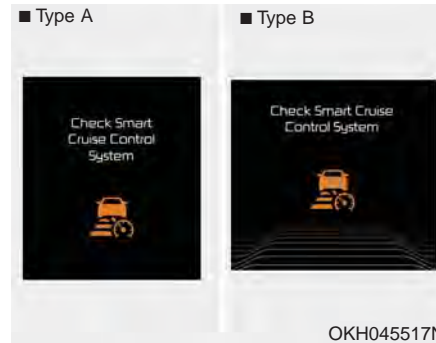 ■ Type A
■ Type B
Check Smart
Cruise Control
System
Check Smart Cruise
Control System
OKH045517N